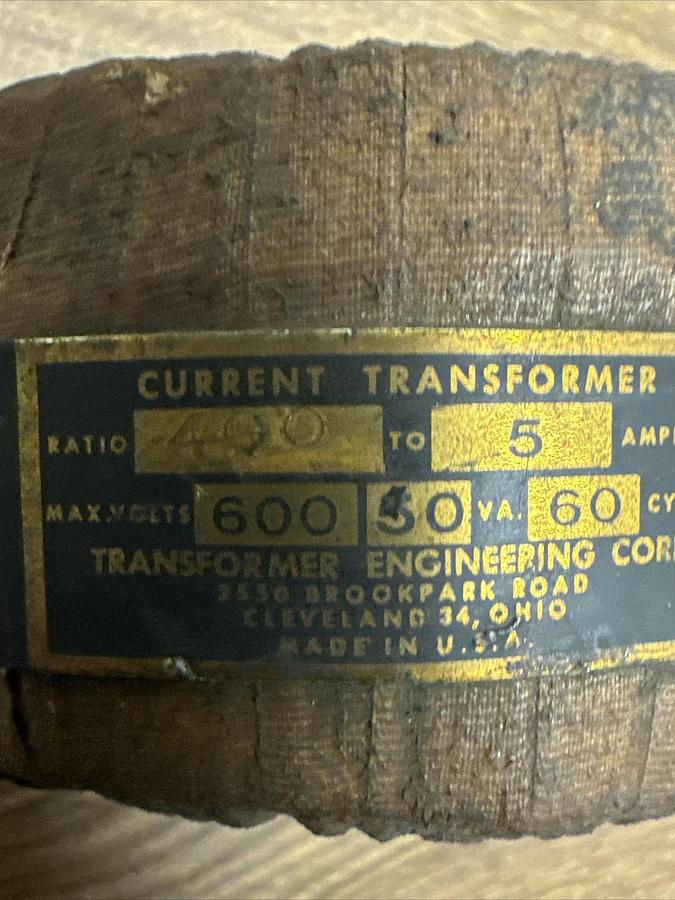 CURRENT TRANSFORMER
RATIO 400 TO 5 AMP
MAX. VOLTS 600 VA. 60 CY
TRANSFORMER ENGINEERING COR
2550 BROOKPARK ROAD
CLEVELAND 34, OHIO
MADE IN U.S.A.